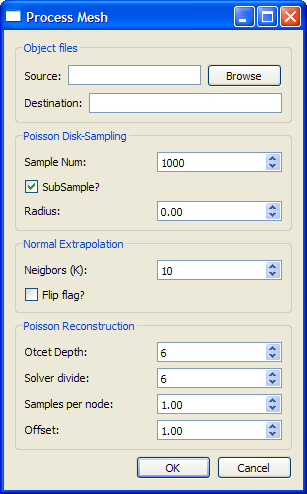 Process Mesh
Object files
Source:
Browse
Destination:
Poisson Disk-Sampling
Sample Num: 1000
SubSample?
Radius: 0.00
Normal Extrapolation
Neigbors (K): 10
Flip flag?
Poisson Reconstruction
Otcet Depth: 6
Solver divide: 6
Samples per node: 1.00
Offset: 1.00
OK Cancel